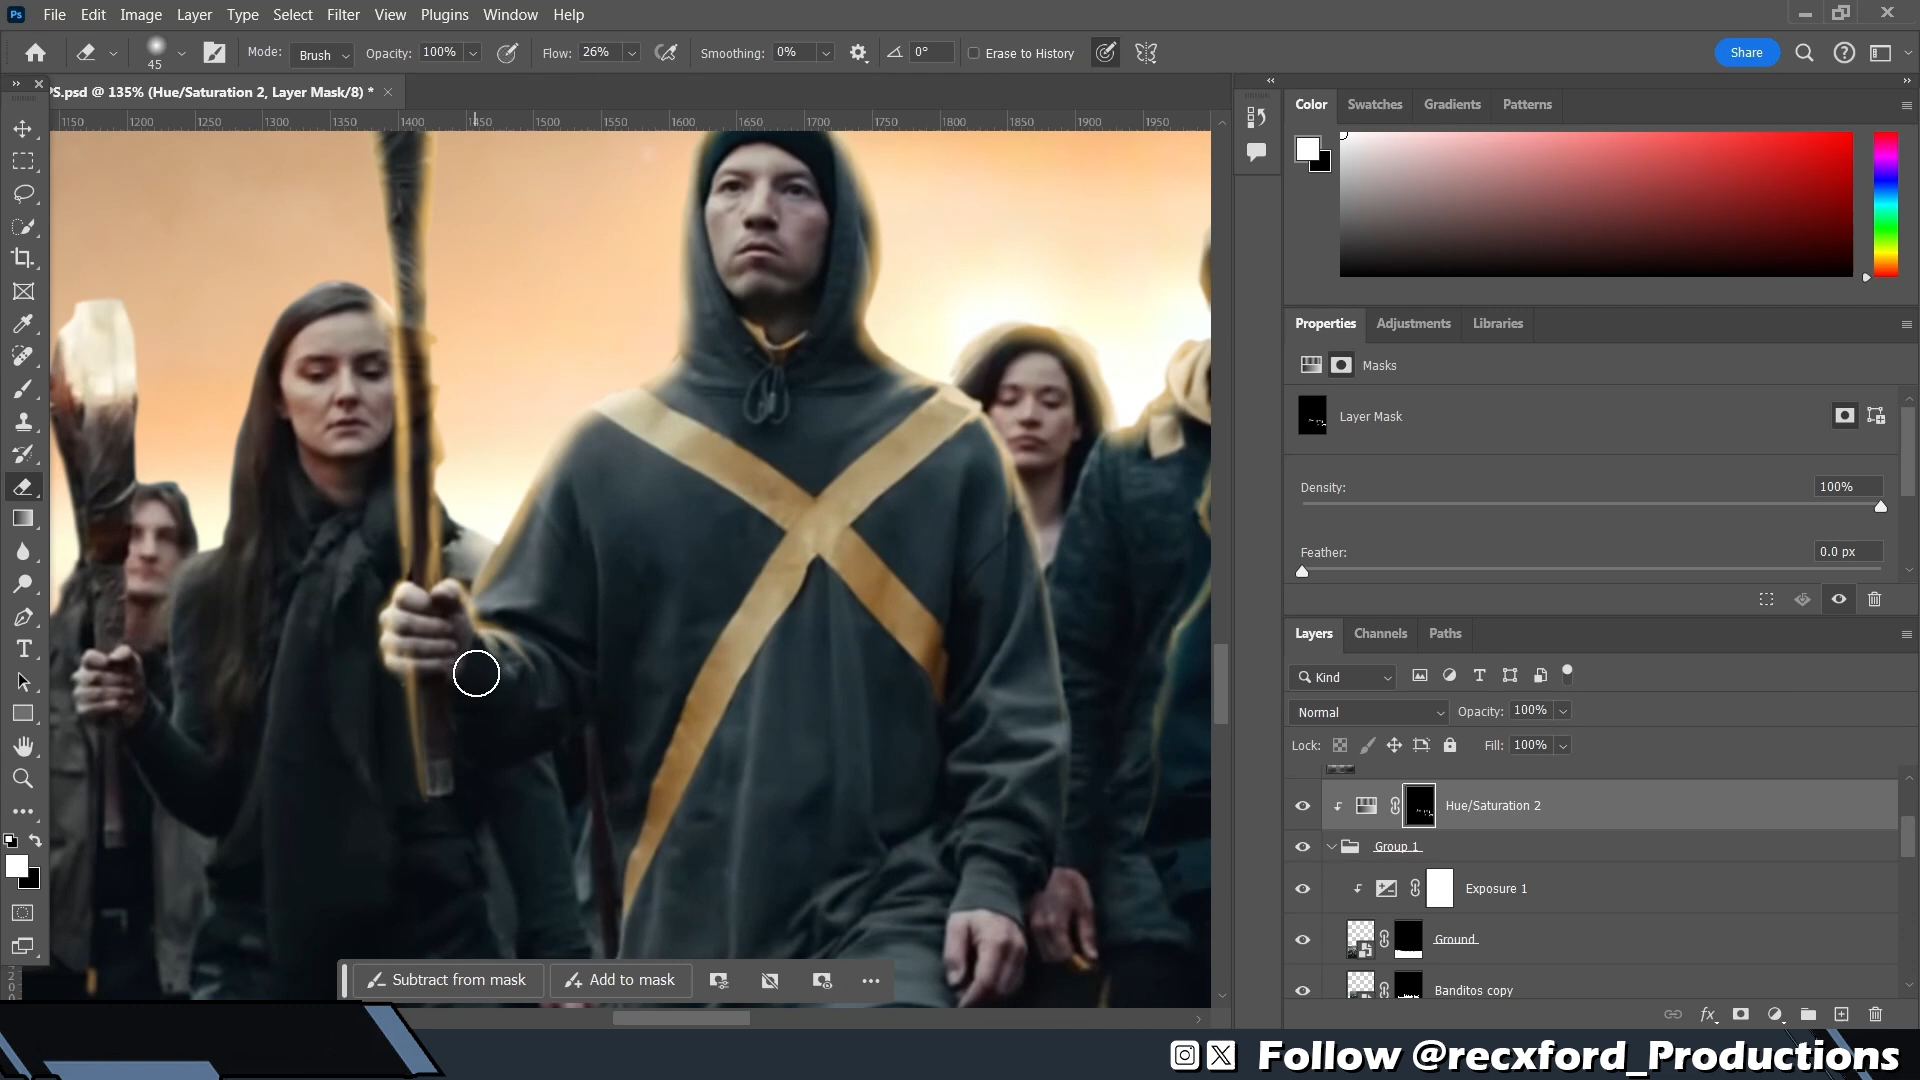 Ps File Edit Image Layer Type Select Filter View Plugins Window Help
45 Mode: Brush Opacity: 100% Flow: 26% Smoothing: 0% 0° Erase to History Share
PS.psd @ 135% (Hue/Saturation 2, Layer Mask/8) *
1150 1200 1250 1300 1350 1400 1450 1500 1550 1600 1650 1700 1750 1800 1850 1900 1950
Color Swatches Gradients Patterns
Properties Adjustments Libraries
Masks
Layer Mask
Density: 100%
Feather: 0.0 px
Layers Channels Paths
Kind
Normal Opacity: 100%
Lock: Fill: 100%
Hue/Saturation 2
Group 1
Exposure 1
Ground
Banditos copy
Subtract from mask Add to mask
fx
Follow @recxford_Productions